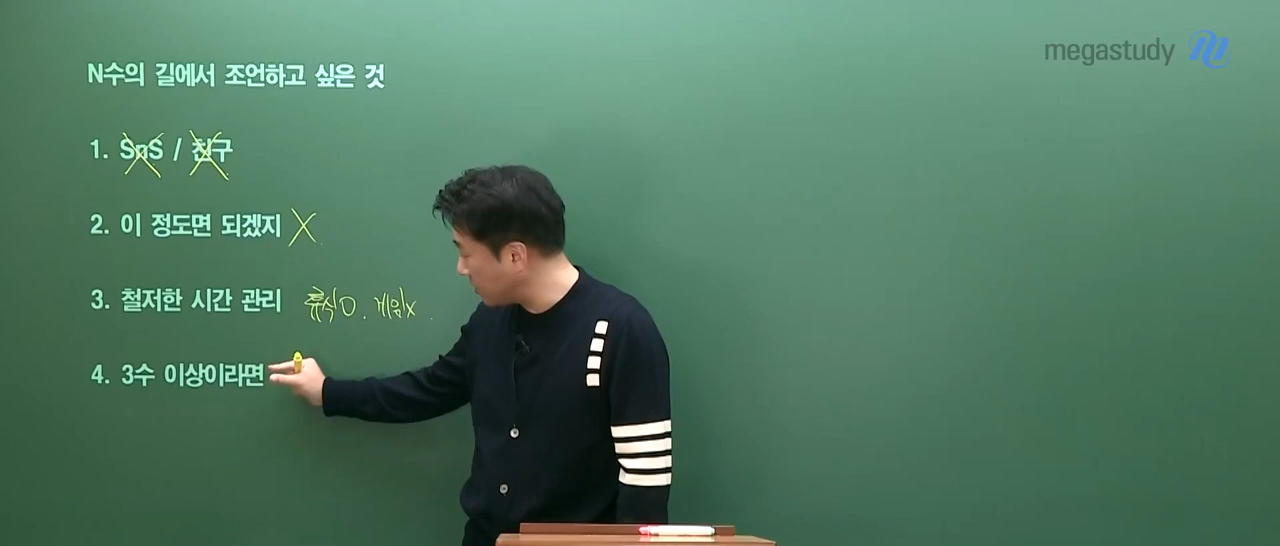 megastudy
N수의 길에서 조언하고 싶은 것
1. SnS / 친구
2. 이 정도면 되겠지 X
3. 철저한 시간 관리 휴식O. 게임x.
4. 3수 이상이라면